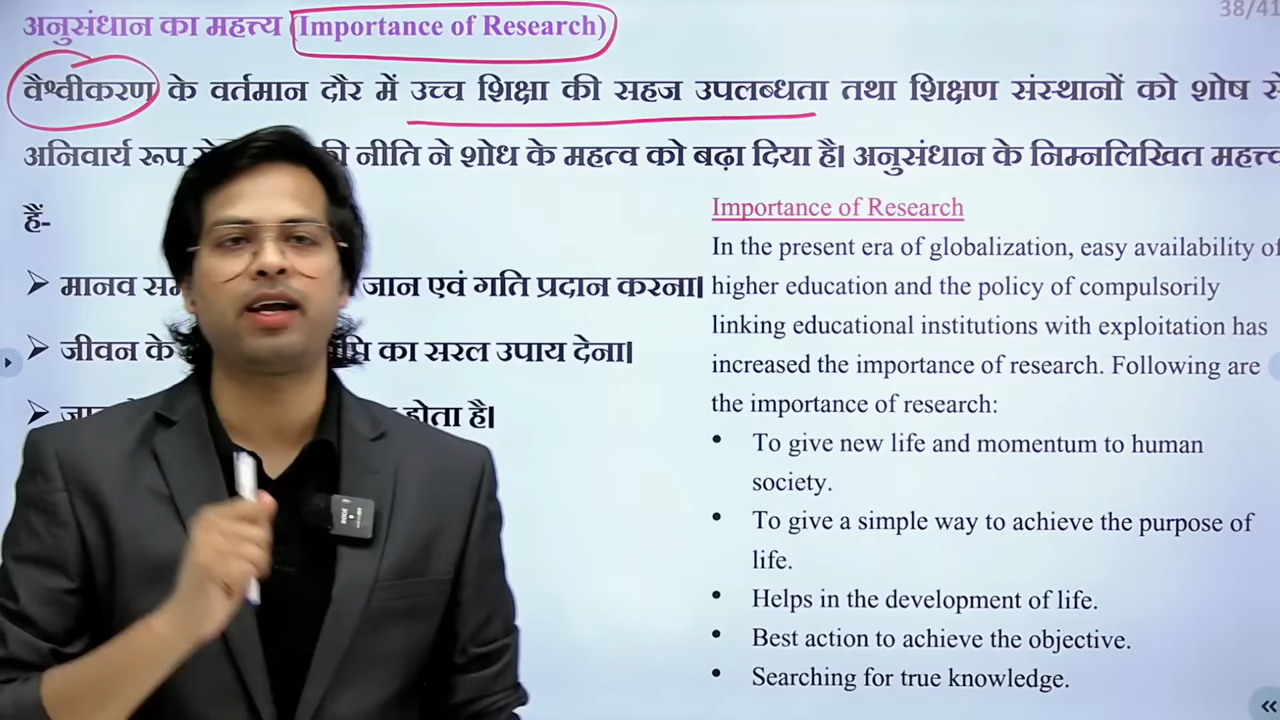 38/41
अनुसंधान का महत्त्य (Importance of Research)
वैश्वीकरण के वर्तमान दौर में उच्च शिक्षा की सहज उपलब्धता तथा शिक्षण संस्थानों को शोष से
अनिवार्य रूप की नीति ने शोध के महत्व को बढ़ा दिया है। अनुसंधान के निम्नलिखित
हैं-
मानव जान एवं गति प्रदान करना।
जीवन के का सरल उपाय देना।
होता है।
Importance of Research
In the present era of globalization, easy availability of
higher education and the policy of compulsorily
linking educational institutions with exploitation has
increased the importance of research. Following are
the importance of research:
• To give new life and momentum to human
society.
• To give a simple way to achieve the purpose of
life.
• Helps in the development of life.
• Best action to achieve the objective.
• Searching for true knowledge.
RODE